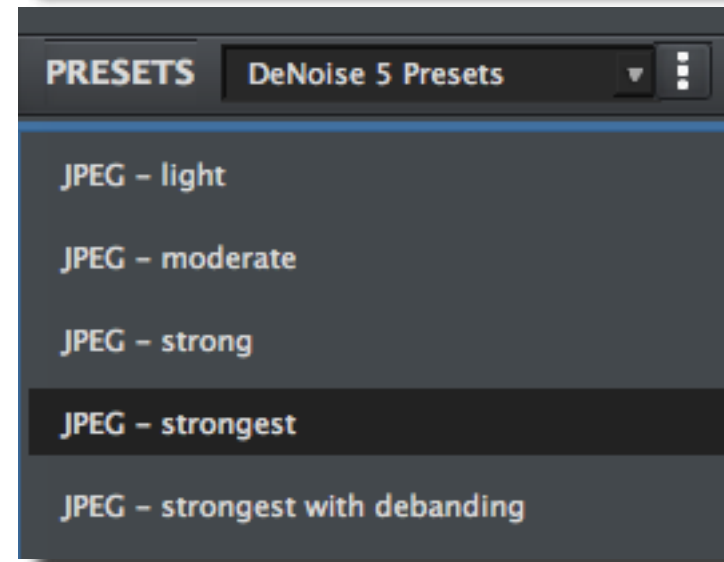 PRESETS DeNoise 5 Presets
JPEG – light
JPEG – moderate
JPEG – strong
JPEG – strongest
JPEG – strongest with debanding